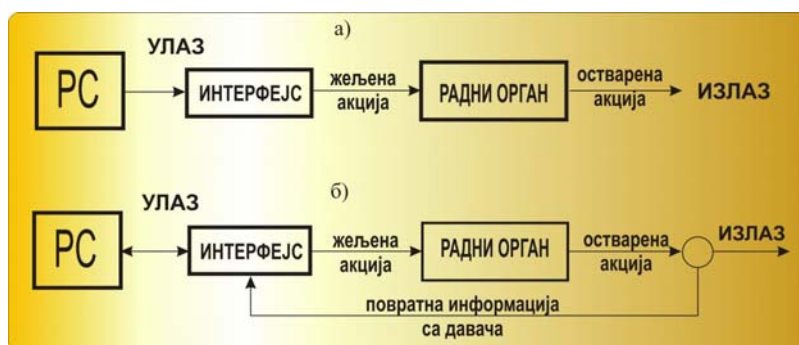 а)
УЛАЗ
PC
ИНТЕРФЕЈС
жељена
акција
РАДНИ ОРГАН
остварена
акција
ИЗЛАЗ
б)
УЛАЗ
PC
ИНТЕРФЕЈС
жељена
акција
РАДНИ ОРГАН
остварена
акција
ИЗЛАЗ
повратна информација
са давача